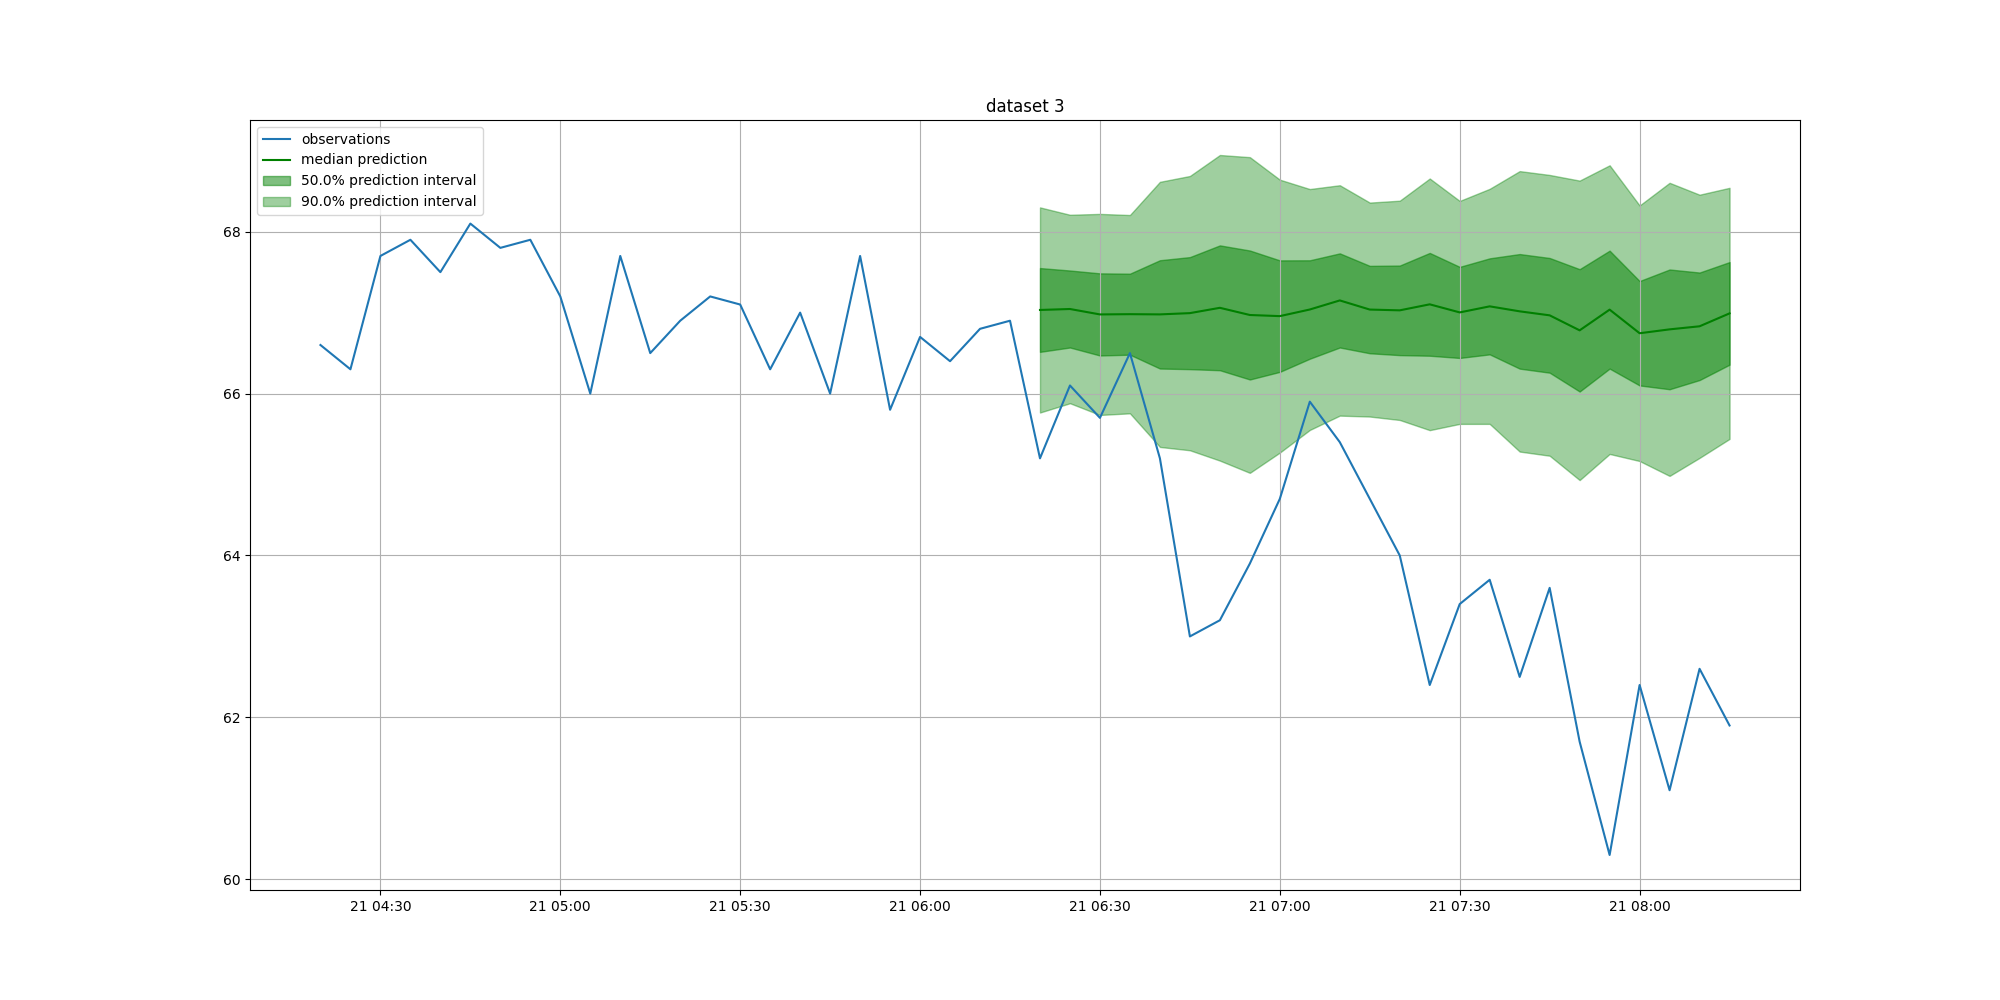 dataset 3
observations
median prediction
50.0% prediction interval
90.0% prediction interval
68
66
64
62
60
21 04:30 21 05:00 21 05:30 21 06:00 21 06:30 21 07:00 21 07:30 21 08:00